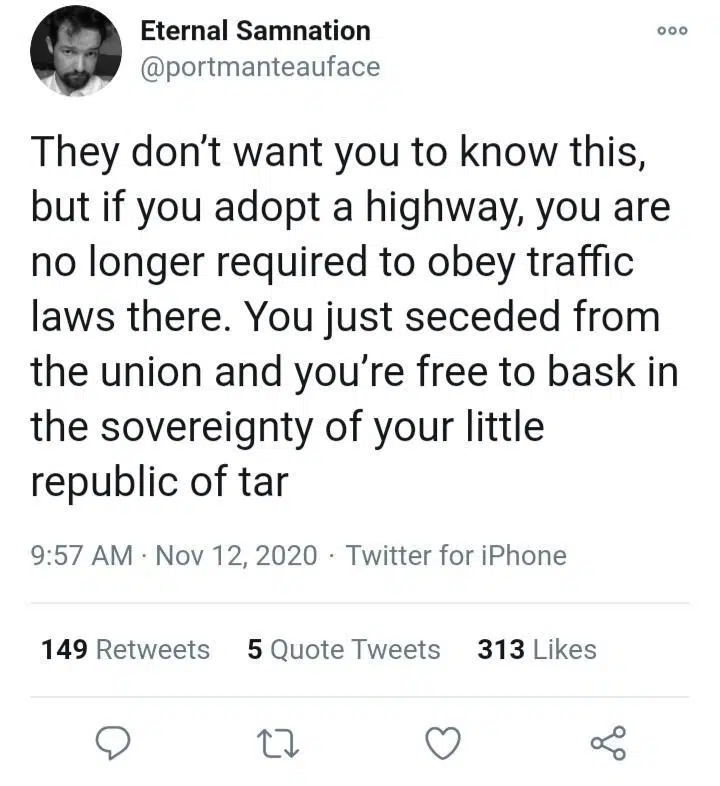 Eternal Samnation
@portmanteauface
They don’t want you to know this,
but if you adopt a highway, you are
no longer required to obey traffic
laws there. You just seceded from
the union and you’re free to bask in
the sovereignty of your little
republic of tar
9:57 AM · Nov 12, 2020 · Twitter for iPhone
149 Retweets 5 Quote Tweets 313 Likes